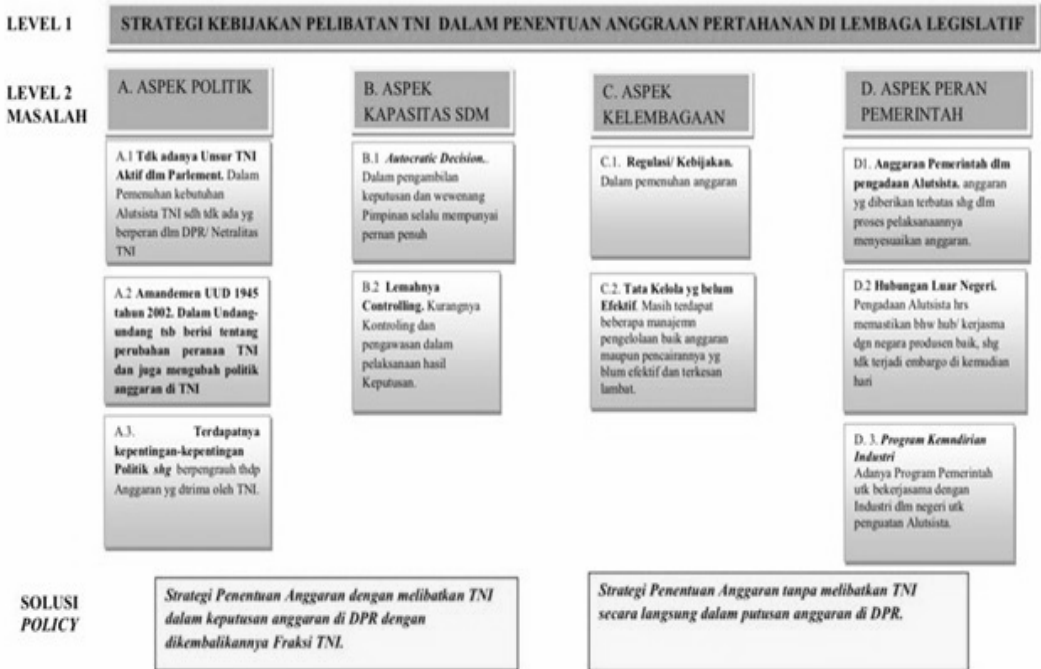 LEVEL 1
STRATEGI KEBIJAKAN PELIBATAN TNI DALAM PENENTUAN ANGGRAAN PERTAHANAN DI LEMBAGA LEGISLATIF
LEVEL 2
MASALAH
A. ASPEK POLITIK
A.1 Tdk adanya Unsur TNI
Aktif dlm Parlement. Dalam
Pemenuhan kebutuhan
Alutsista TNI sdh tdk ada yg
berperan dlm DPR/ Netralitas
TNI
A.2 Amandemen UUD 1945
tahun 2002. Dalam Undang-
undang tsb berisi tentang
perubahan peranan TNI
dan juga mengubah politik
anggaran di TNI
A.3. Terdapatnya
kepentingan-kepentingan
Politik shg berpengrauh thdp
Anggaran yg dtrima oleh TNI.
B. ASPEK
KAPASITAS SDM
B.1 Autocratic Decision..
Dalam pengambilan
keputusan dan wewenang
Pimpinan selalu mempunyai
pernan penuh
B.2 Lemahnya
Controlling. Kurangnya
Kontroling dan
pengawasan dalam
pelaksanaan hasil
Keputusan.
C. ASPEK
KELEMBAGAAN
C.1. Regulasi/ Kebijakan.
Dalam pemenuhan anggaran
C.2. Tata Kelola yg belum
Efektif. Masih terdapat
beberapa manajemn
pengelolaan baik anggaran
maupun pencairannya yg
blum efektif dan terkesan
lambat.
D. ASPEK PERAN
PEMERINTAH
D1. Anggaran Pemerintah dlm
pengadaan Alutsista. anggaran
yg diberikan terbatas shg dlm
proses pelaksanaannya
menyesuaikan anggaran.
D.2 Hubungan Luar Negeri.
Pengadaan Alutsista hrs
memastikan bhw hub/ kerjasma
dgn negara produsen baik, shg
tdk terjadi embargo di kemudian
hari
D. 3. Program Kemndirian
Industri
Adanya Program Pemerintah
utk bekerjasama dengan
Industri dlm negeri utk
penguatan Alutsista.
SOLUSI
POLICY
Strategi Penentuan Anggaran dengan melibatkan TNI
dalam keputusan anggaran di DPR dengan
dikembalikannya Fraksi TNI.
Strategi Penentuan Anggaran tanpa melibatkan TNI
secara langsung dalam putusan anggaran di DPR.